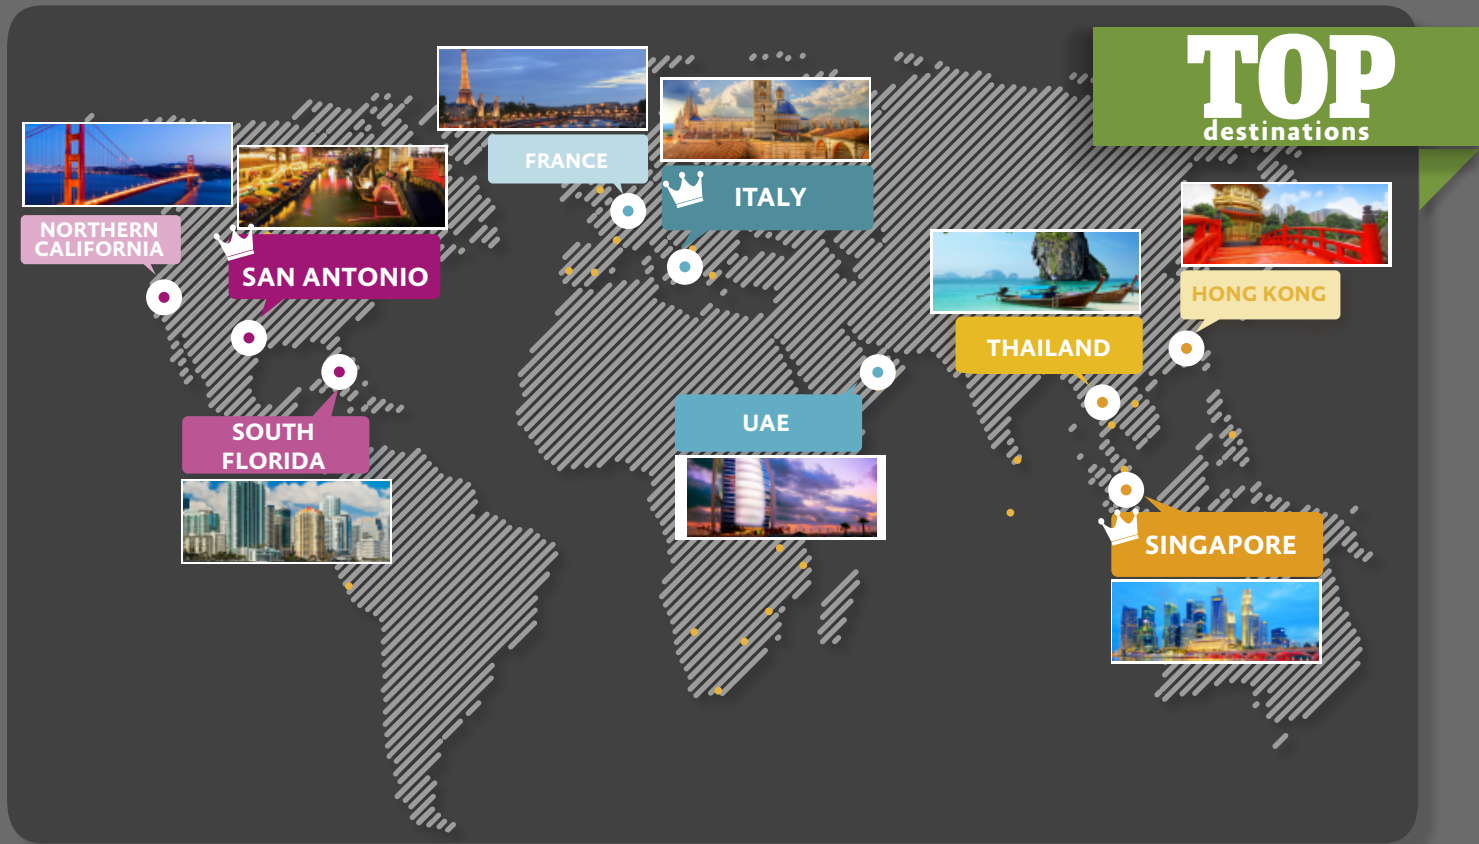 TOP
destinations
FRANCE
ITALY
NORTHERN
CALIFORNIA
SAN ANTONIO
HONG KONG
THAILAND
UAE
SOUTH
FLORIDA
SINGAPORE